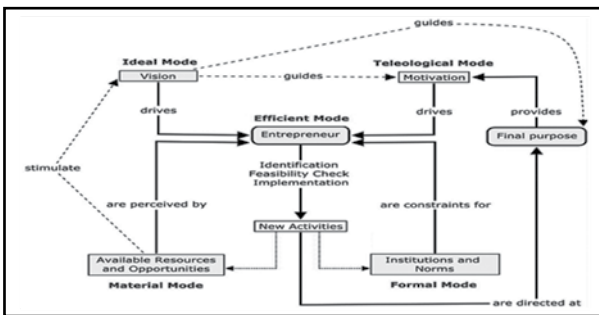 guides
Ideal Mode
Vision
guides
Teleological Mode
Motivation
drives
Efficient Mode
Entrepreneur
drives
provides
Final purpose
Identification
Feasibility Check
Implementation
stimulate
are perceived by
are constraints for
New Activities
Available Resources
and Opportunities
Material Mode
Institutions and
Norms
Formal Mode
are directed at